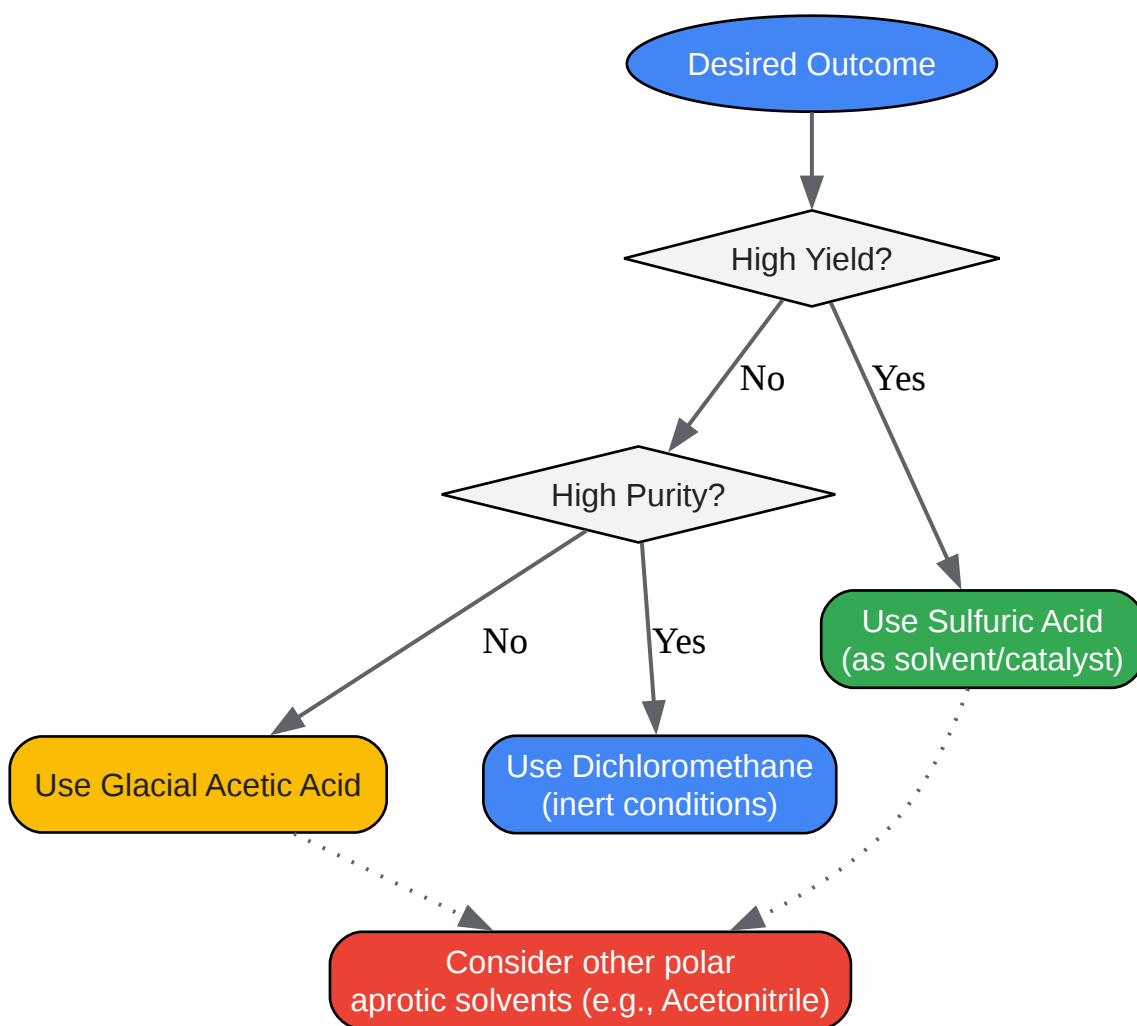 Desired Outcome
High Yield?
No
Yes
High Purity?
No
Yes
Use Sulfuric Acid
(as solvent/catalyst)
Use Glacial Acetic Acid
Use Dichloromethane
(inert conditions)
Consider other polar
aprotic solvents (e.g., Acetonitrile)